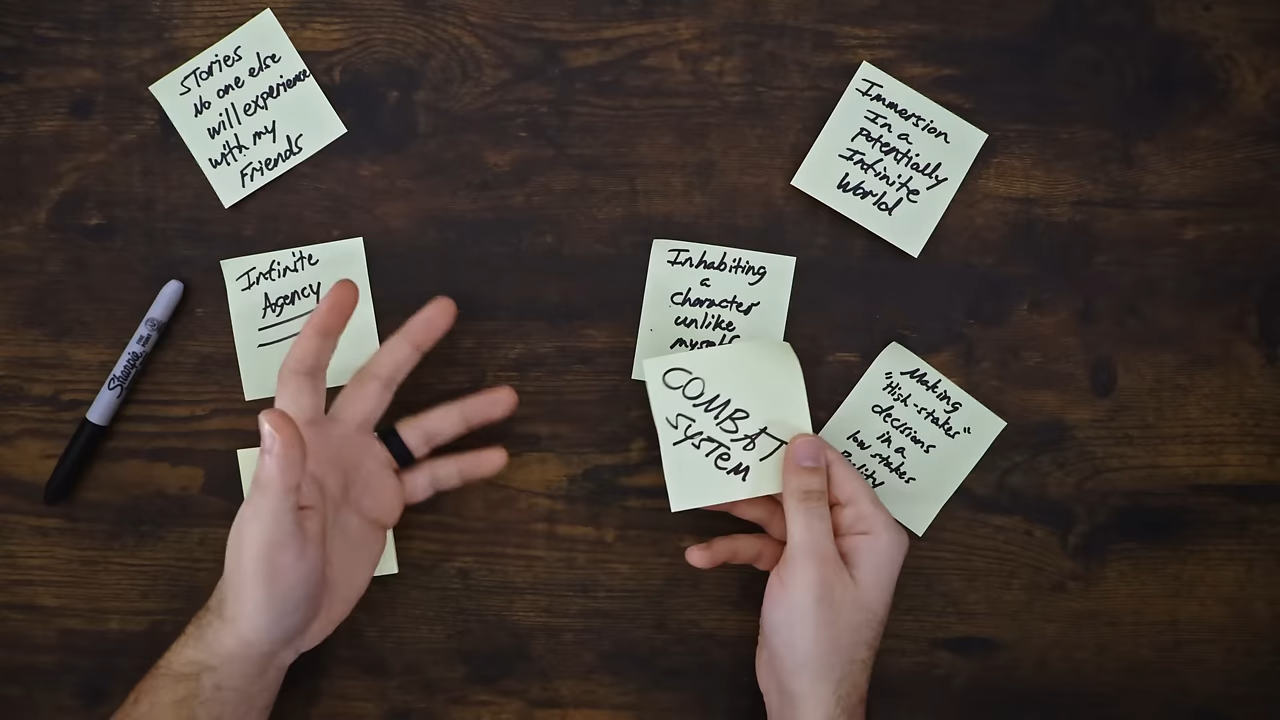 Stories
No one else
will experience
with my
Friends
Immersion
In a
potentially
Infinite
World
Infinite
Agency
Inhabiting
a
character
unlike
myself
COMBAT
SYSTEM
Making
"High-stakes"
decisions
in a
low stakes
Sharpie